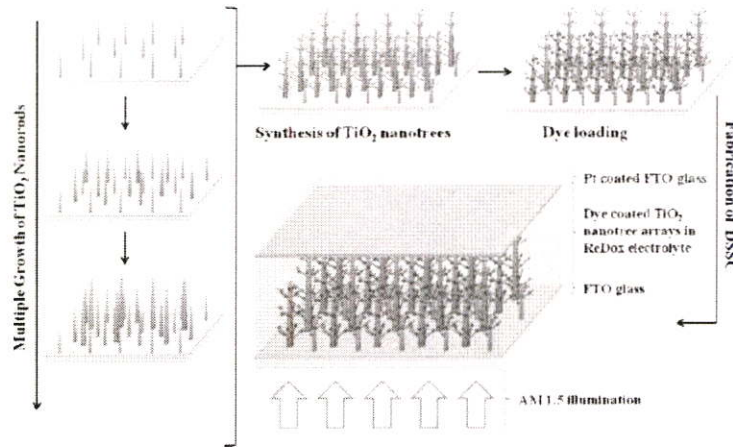 Multiple Growth of TiO₂ Nanorods
Synthesis of TiO₂ nanotrees
Dye loading
Fabrication of DSSC
Pt coated FTO glass
Dye coated TiO₂
nanotree arrays in
ReDox electrolyte
FTO glass
AM 1.5 illumination